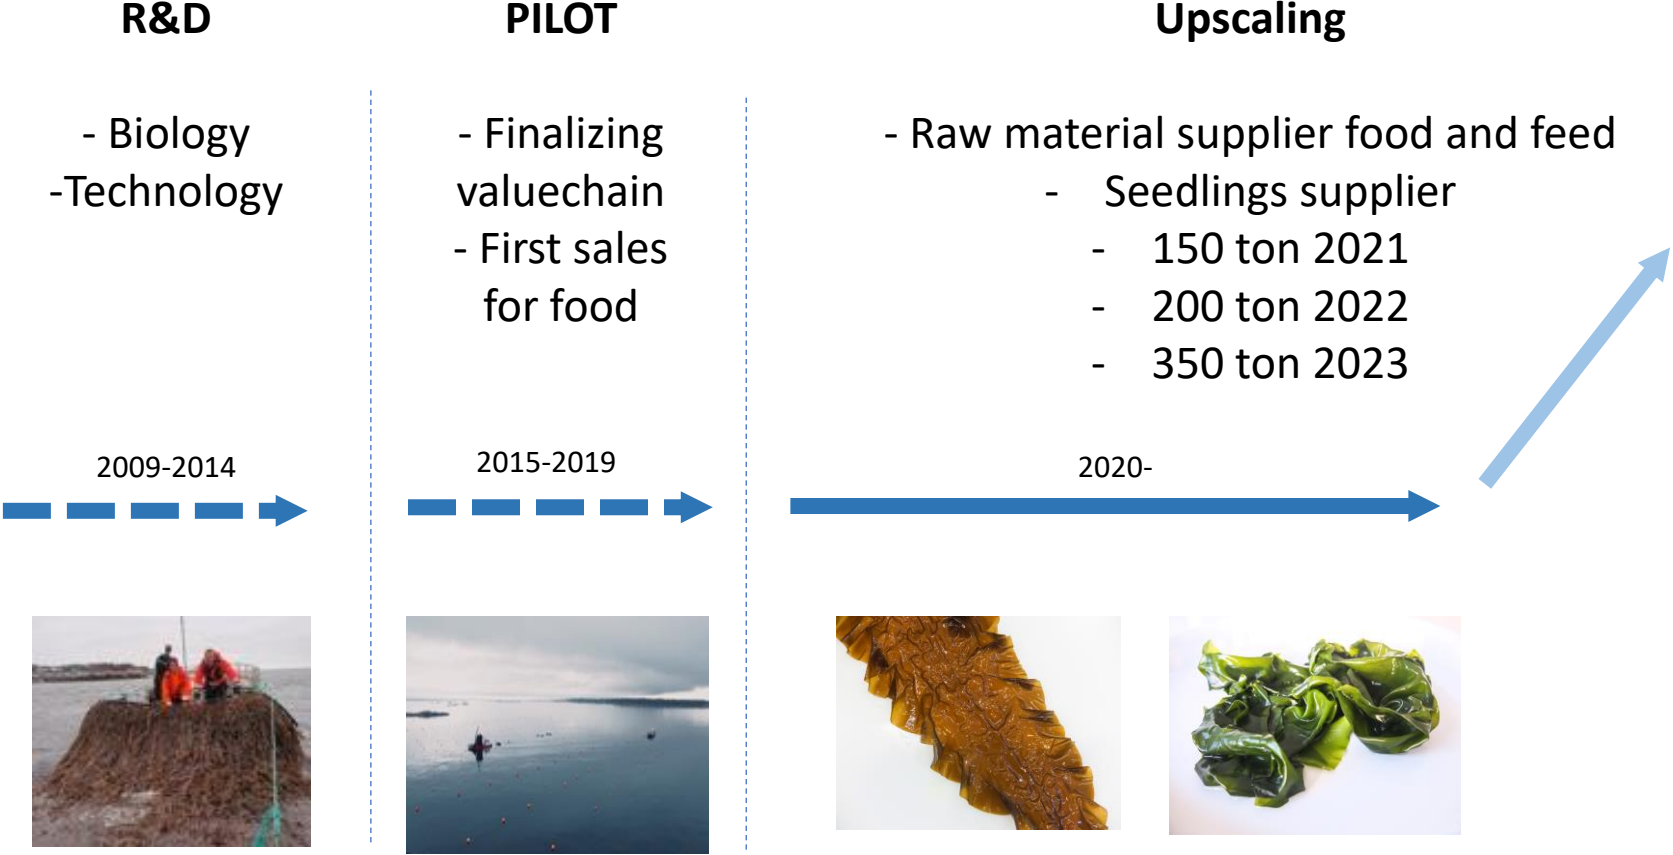 R&D
- Biology
-Technology
2009-2014
PILOT
- Finalizing
valuechain
- First sales
for food
2015-2019
Upscaling
- Raw material supplier food and feed
- Seedlings supplier
- 150 ton 2021
- 200 ton 2022
- 350 ton 2023
2020-